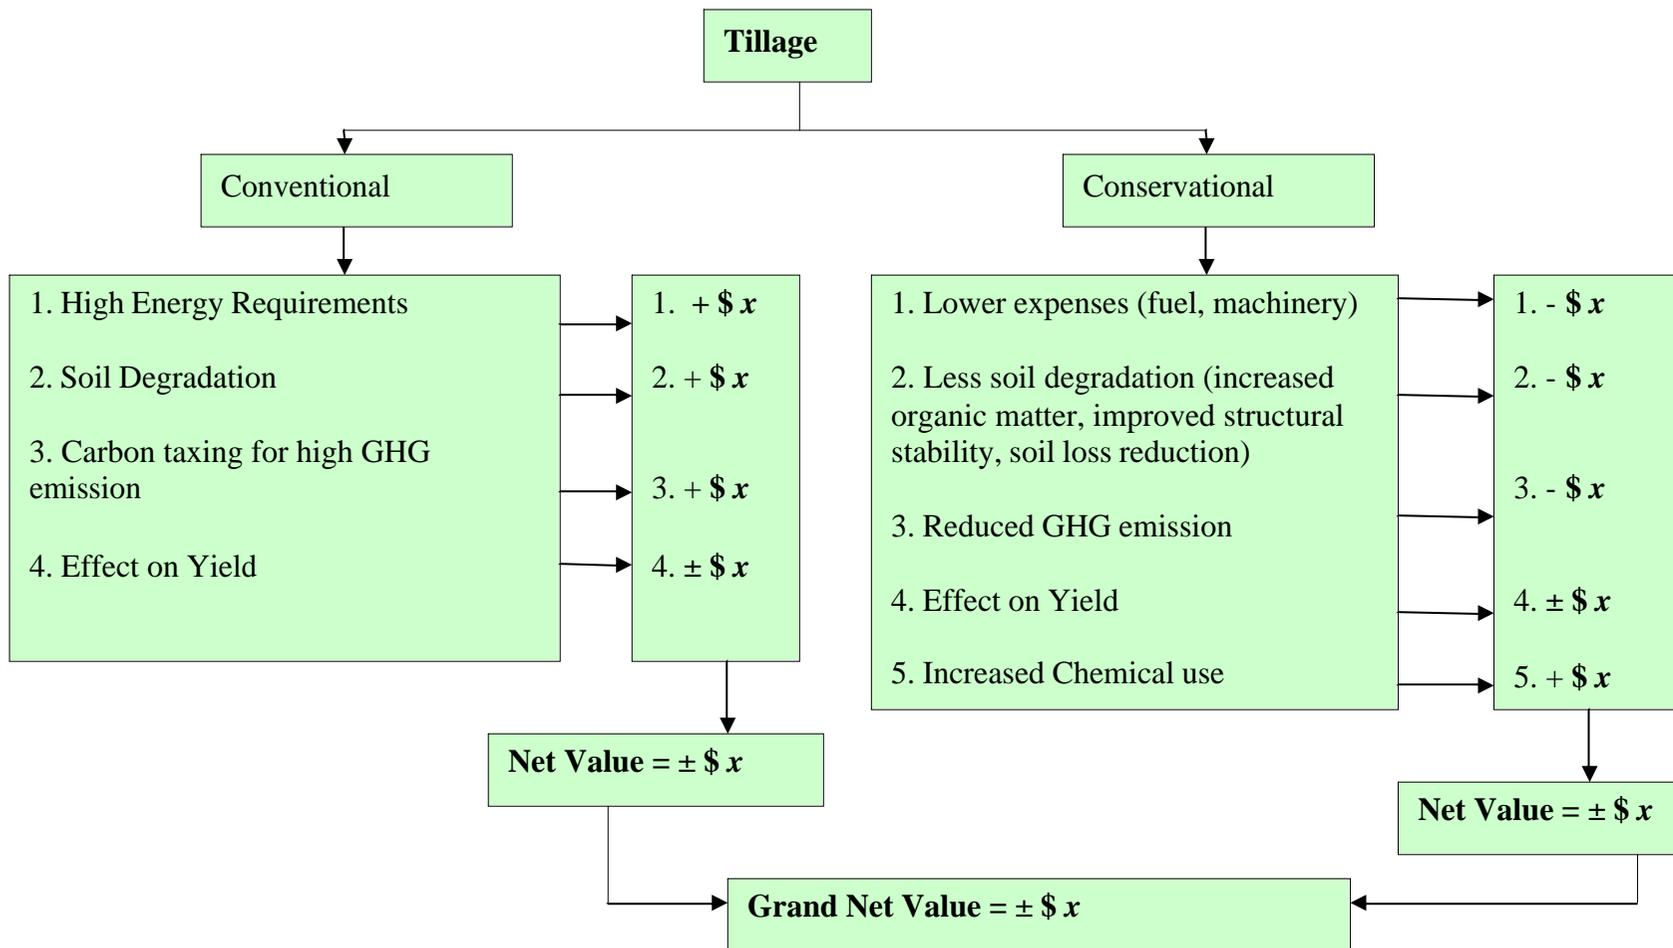 Tillage
Conventional
Conservational
1. High Energy Requirements
2. Soil Degradation
3. Carbon taxing for high GHG
emission
4. Effect on Yield
1. + $ x
2. + $ x
3. + $ x
4. ± $ x
1. Lower expenses (fuel, machinery)
2. Less soil degradation (increased
organic matter, improved structural
stability, soil loss reduction)
3. Reduced GHG emission
4. Effect on Yield
5. Increased Chemical use
1. - $ x
2. - $ x
3. - $ x
4. ± $ x
5. + $ x
Net Value = ± $ x
Net Value = ± $ x
Grand Net Value = ± $ x